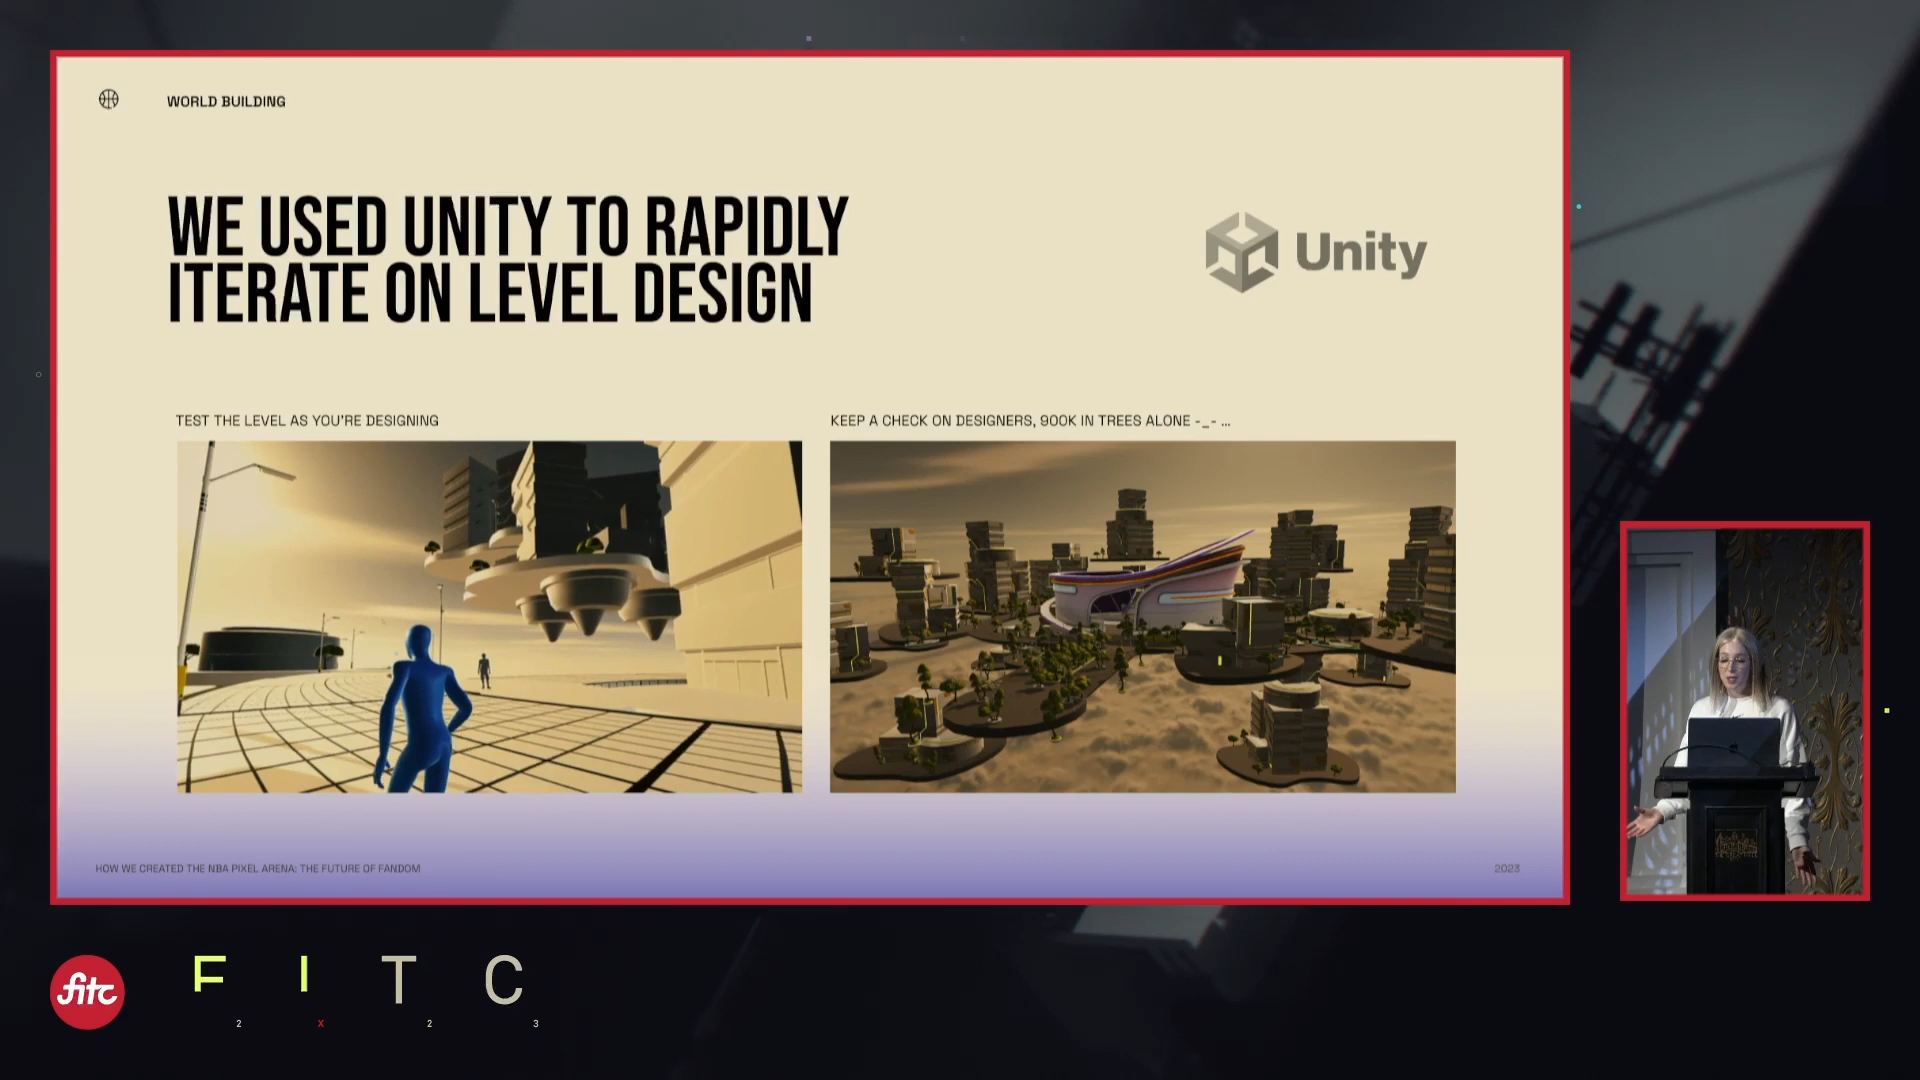 WORLD BUILDING
WE USED UNITY TO RAPIDLY
ITERATE ON LEVEL DESIGN
Unity
TEST THE LEVEL AS YOU'RE DESIGNING
KEEP A CHECK ON DESIGNERS, 900K IN TREES ALONE -_- ...
HOW WE CREATED THE NBA PIXEL ARENA: THE FUTURE OF FANDOM
2023
fitc
F I T C
2 X 2 3